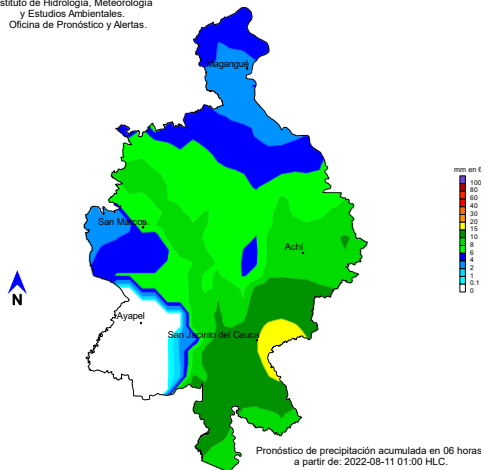 stituto de Hidrología, Meteorología
y Estudios Ambientales.
Oficina de Pronóstico y Alertas.
Magangué
mm en 6
100
80
60
40
30
20
15
10
8
6
4
2
1
0.1
0
San Marcos
Achí
N
Ayapel
San Jacinto del Cauca
Pronóstico de precipitación acumulada en 06 horas
a partir de: 2022-08-11 01:00 HLC.